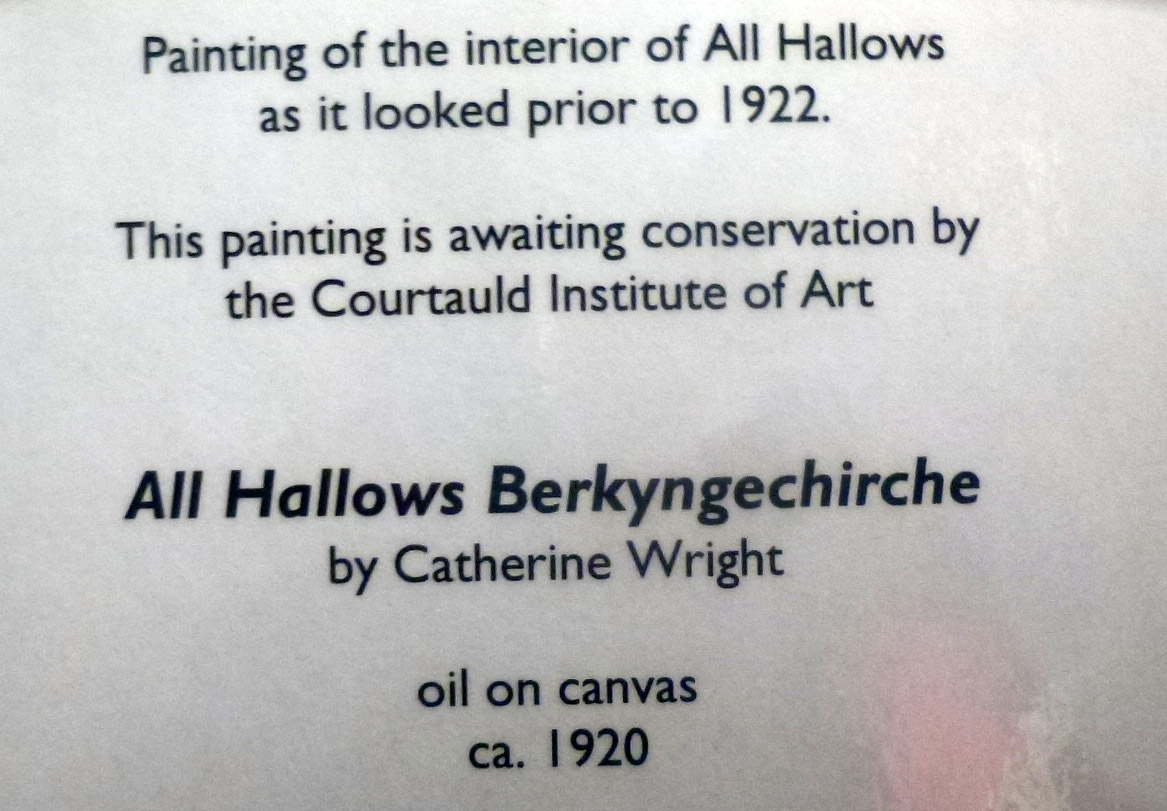 Painting of the interior of All Hallows
as it looked prior to 1922.
This painting is awaiting conservation by
the Courtauld Institute of Art
All Hallows Berkyngechirche
by Catherine Wright
oil on canvas
ca. 1920